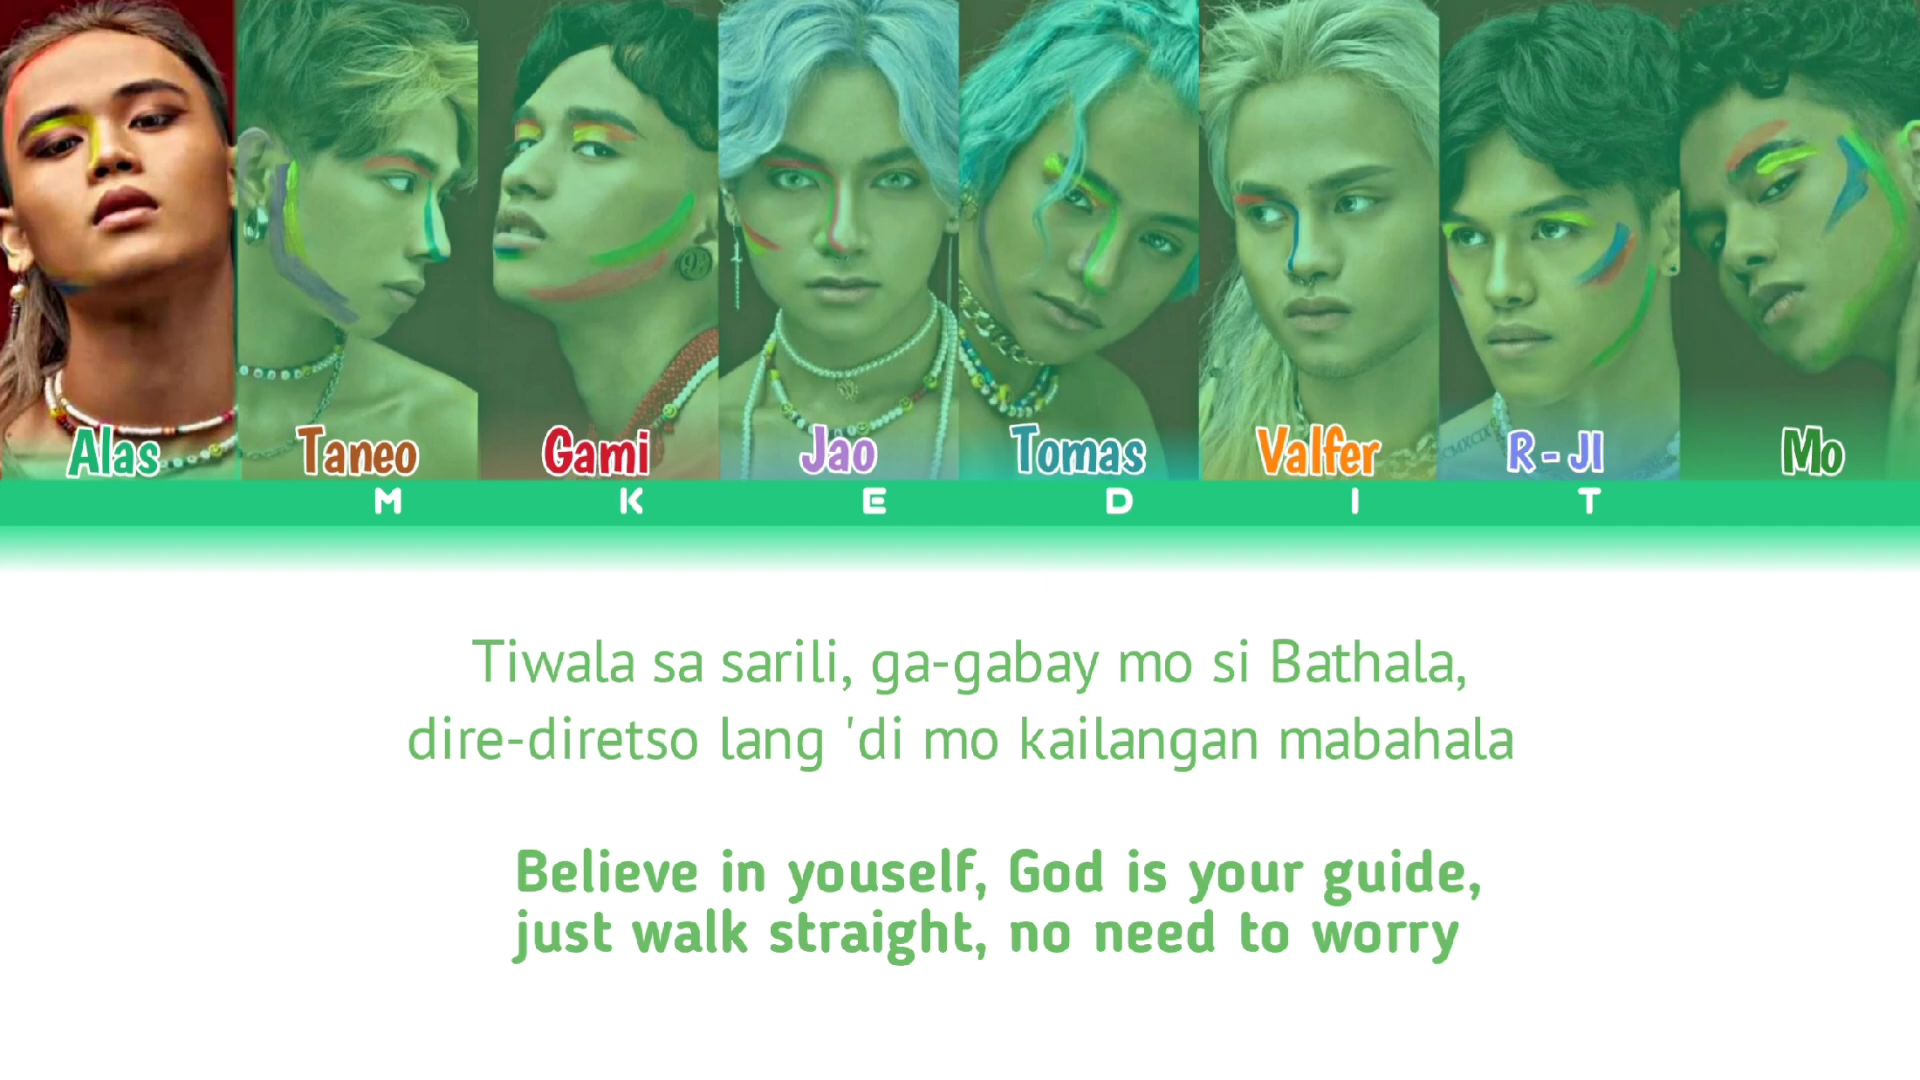 Alas Taneo Gami Jao Tomas Valfer R-JI Mo
M K E D I T
Tiwala sa sarili, ga-gabay mo si Bathala,
dire-diretso lang 'di mo kailangan mabahala
Believe in youself, God is your guide,
just walk straight, no need to worry